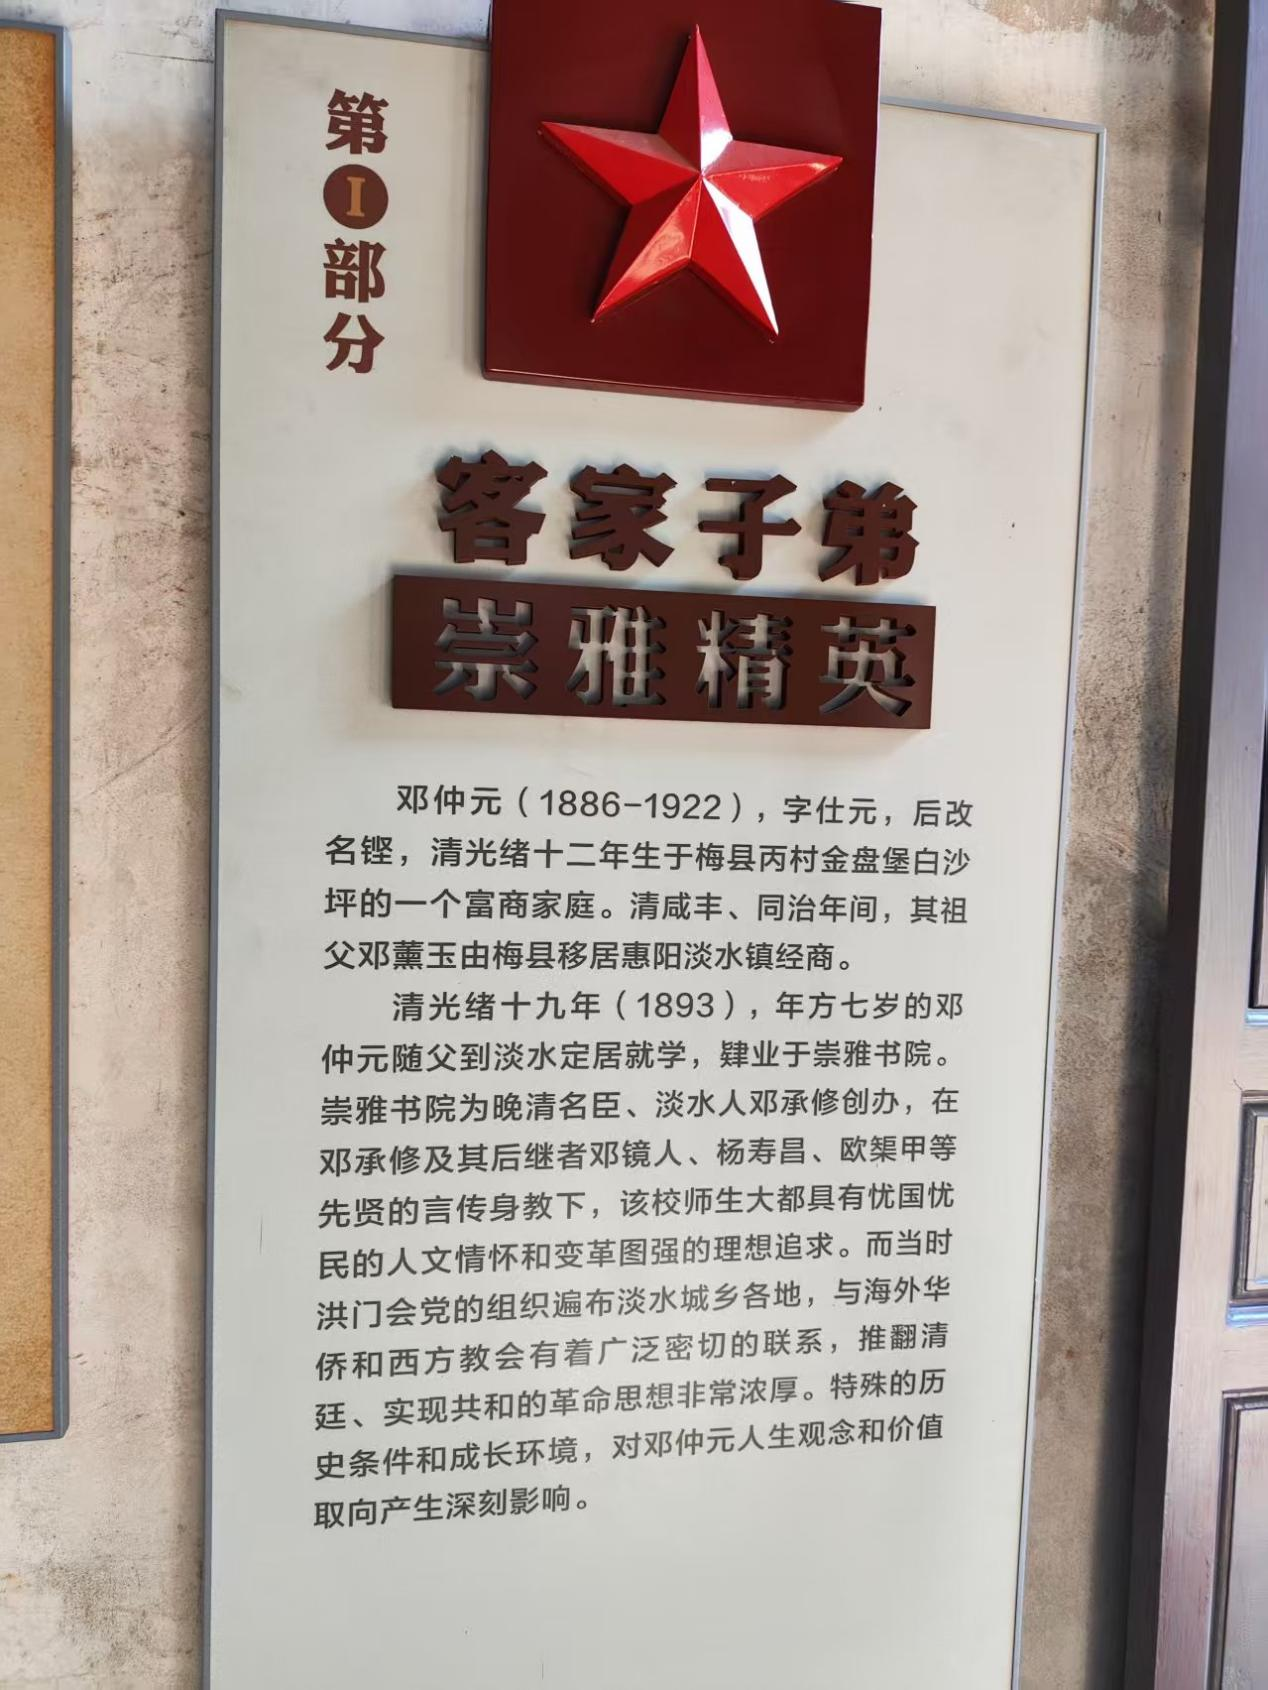 第
I
部
分
客家子弟
崇雅精英
邓仲元（1886-1922），字仕元，后改
名铿，清光绪十二年生于梅县丙村金盘堡白沙
坪的一个富商家庭。清咸丰、同治年间，其祖
父邓薰玉由梅县移居惠阳淡水镇经商。
清光绪十九年（1893），年方七岁的邓
仲元随父到淡水定居就学，肄业于崇雅书院。
崇雅书院为晚清名臣、淡水人邓承修创办，在
邓承修及其后继者邓镜人、杨寿昌、欧榘甲等
先贤的言传身教下，该校师生大都具有忧国忧
民的人文情怀和变革图强的理想追求。而当时
洪门会党的组织遍布淡水城乡各地，与海外华
侨和西方教会有着广泛密切的联系，推翻清
廷、实现共和的革命思想非常浓厚。特殊的历
史条件和成长环境，对邓仲元人生观念和价值
取向产生深刻影响。